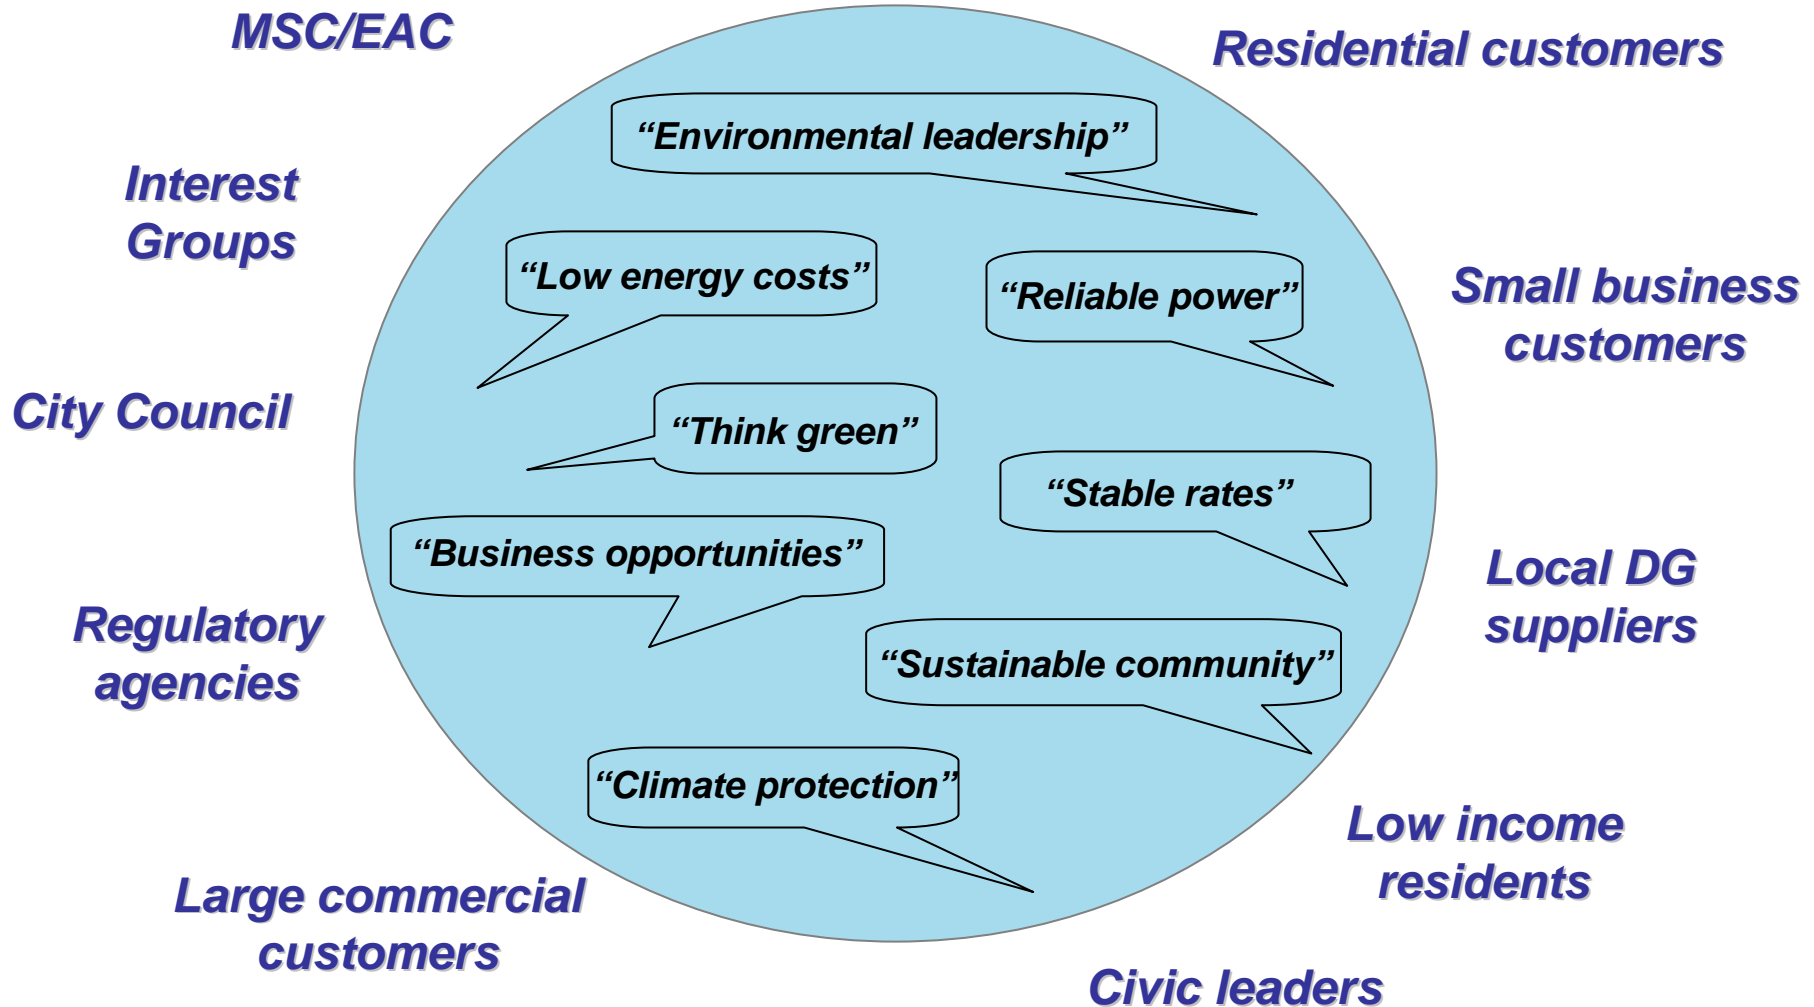 MSC/EAC
Residential customers
“Environmental leadership”
Interest
Groups
“Low energy costs”
“Reliable power”
Small business
customers
City Council
“Think green”
“Stable rates”
“Business opportunities”
Local DG
suppliers
Regulatory
agencies
“Sustainable community”
“Climate protection”
Low income
residents
Large commercial
customers
Civic leaders